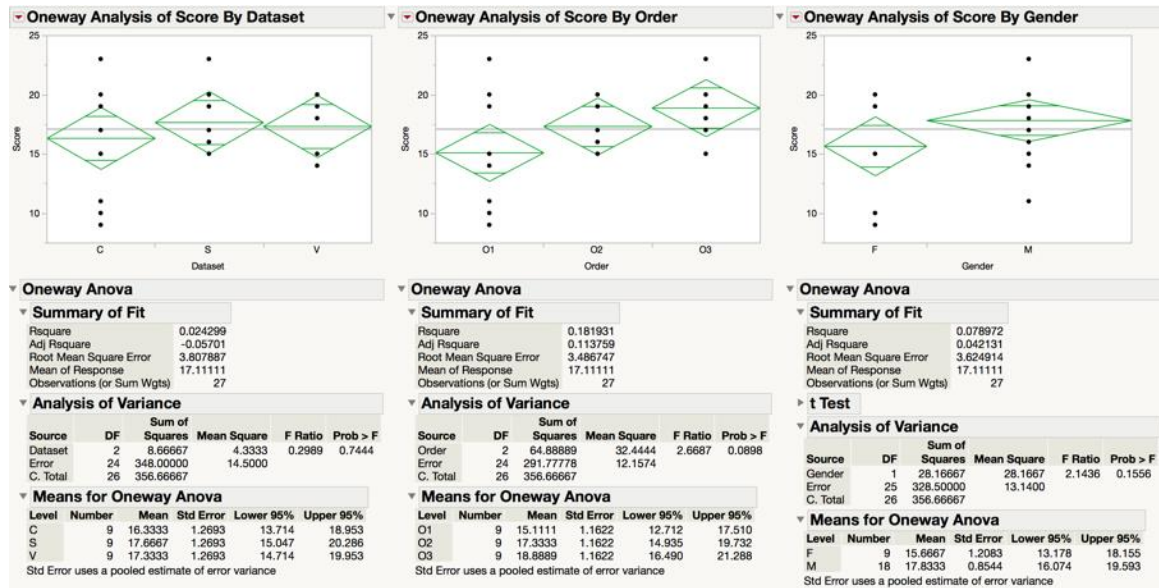 Oneway Analysis of Score By Dataset
25
20
15
10
Score
C S V
Dataset
Oneway Anova
Summary of Fit
Rsquare 0.024299
Adj Rsquare -0.05701
Root Mean Square Error 3.807887
Mean of Response 17.11111
Observations (or Sum Wgts) 27
Analysis of Variance
Sum of
Source DF Squares Mean Square F Ratio Prob > F
Dataset 2 8.66667 4.3333 0.2989 0.7444
Error 24 348.00000 14.5000
C. Total 26 356.66667
Means for Oneway Anova
Level Number Mean Std Error Lower 95% Upper 95%
C 9 16.3333 1.2693 13.714 18.953
S 9 17.6667 1.2693 15.047 20.286
V 9 17.3333 1.2693 14.714 19.953
Std Error uses a pooled estimate of error variance
Oneway Analysis of Score By Order
25
20
15
10
Score
O1 O2 O3
Order
Oneway Anova
Summary of Fit
Rsquare 0.181931
Adj Rsquare 0.113759
Root Mean Square Error 3.486747
Mean of Response 17.11111
Observations (or Sum Wgts) 27
Analysis of Variance
Sum of
Source DF Squares Mean Square F Ratio Prob > F
Order 2 64.88889 32.4444 2.6687 0.0898
Error 24 291.77778 12.1574
C. Total 26 356.66667
Means for Oneway Anova
Level Number Mean Std Error Lower 95% Upper 95%
O1 9 15.1111 1.1622 12.712 17.510
O2 9 17.3333 1.1622 14.935 19.732
O3 9 18.8889 1.1622 16.490 21.288
Std Error uses a pooled estimate of error variance
Oneway Analysis of Score By Gender
25
20
15
10
Score
F M
Gender
Oneway Anova
Summary of Fit
Rsquare 0.078972
Adj Rsquare 0.042131
Root Mean Square Error 3.624914
Mean of Response 17.11111
Observations (or Sum Wgts) 27
t Test
Analysis of Variance
Sum of
Source DF Squares Mean Square F Ratio Prob > F
Gender 1 28.16667 28.1667 2.1436 0.1556
Error 25 328.50000 13.1400
C. Total 26 356.66667
Means for Oneway Anova
Level Number Mean Std Error Lower 95% Upper 95%
F 9 15.6667 1.2083 13.178 18.155
M 18 17.8333 0.8544 16.074 19.593
Std Error uses a pooled estimate of error variance